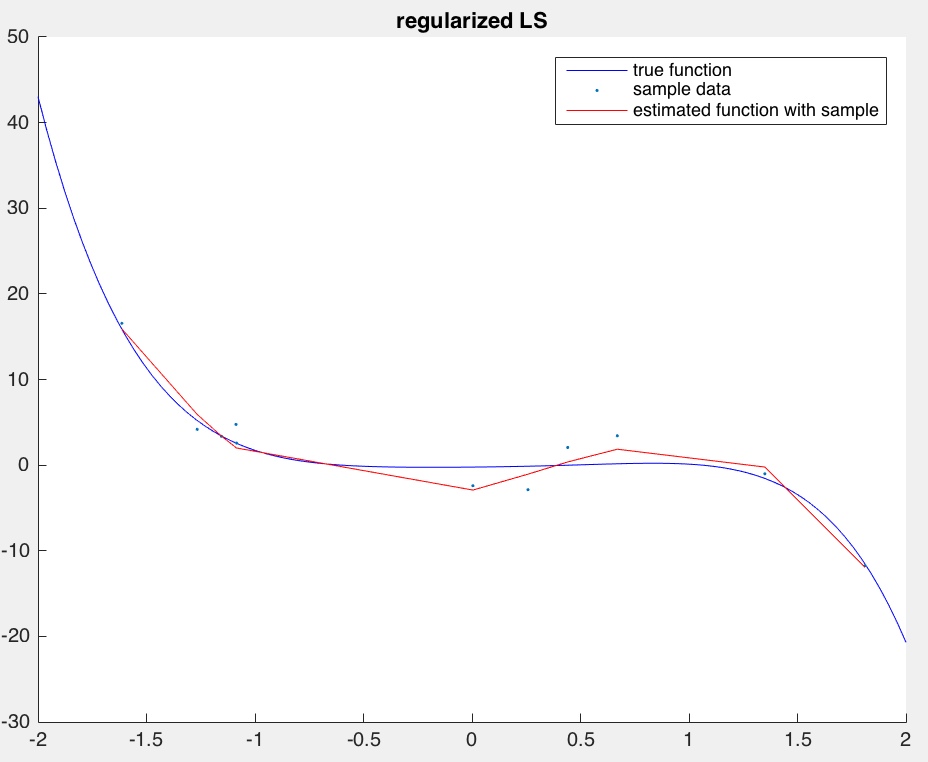 regularized LS
true function
sample data
estimated function with sample
50
40
30
20
10
0
-10
-20
-30
-2 -1.5 -1 -0.5 0 0.5 1 1.5 2